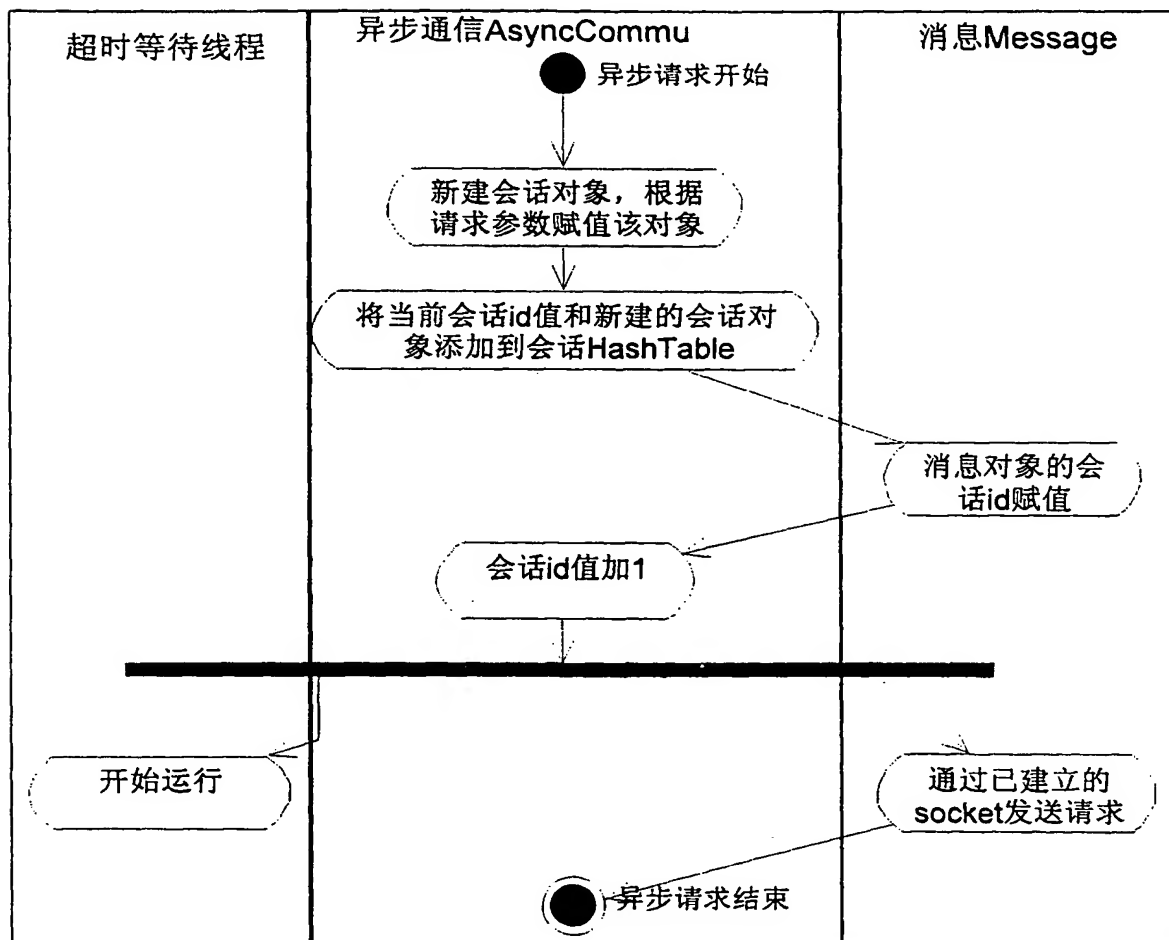 超时等待线程
异步通信AsyncCommu
消息Message
异步请求开始
新建会话对象，根据
请求参数赋值该对象
将当前会话id值和新建的会话对
象添加到会话HashTable
消息对象的会
话id赋值
会话id值加1
开始运行
通过已建立的
socket发送请求
异步请求结束